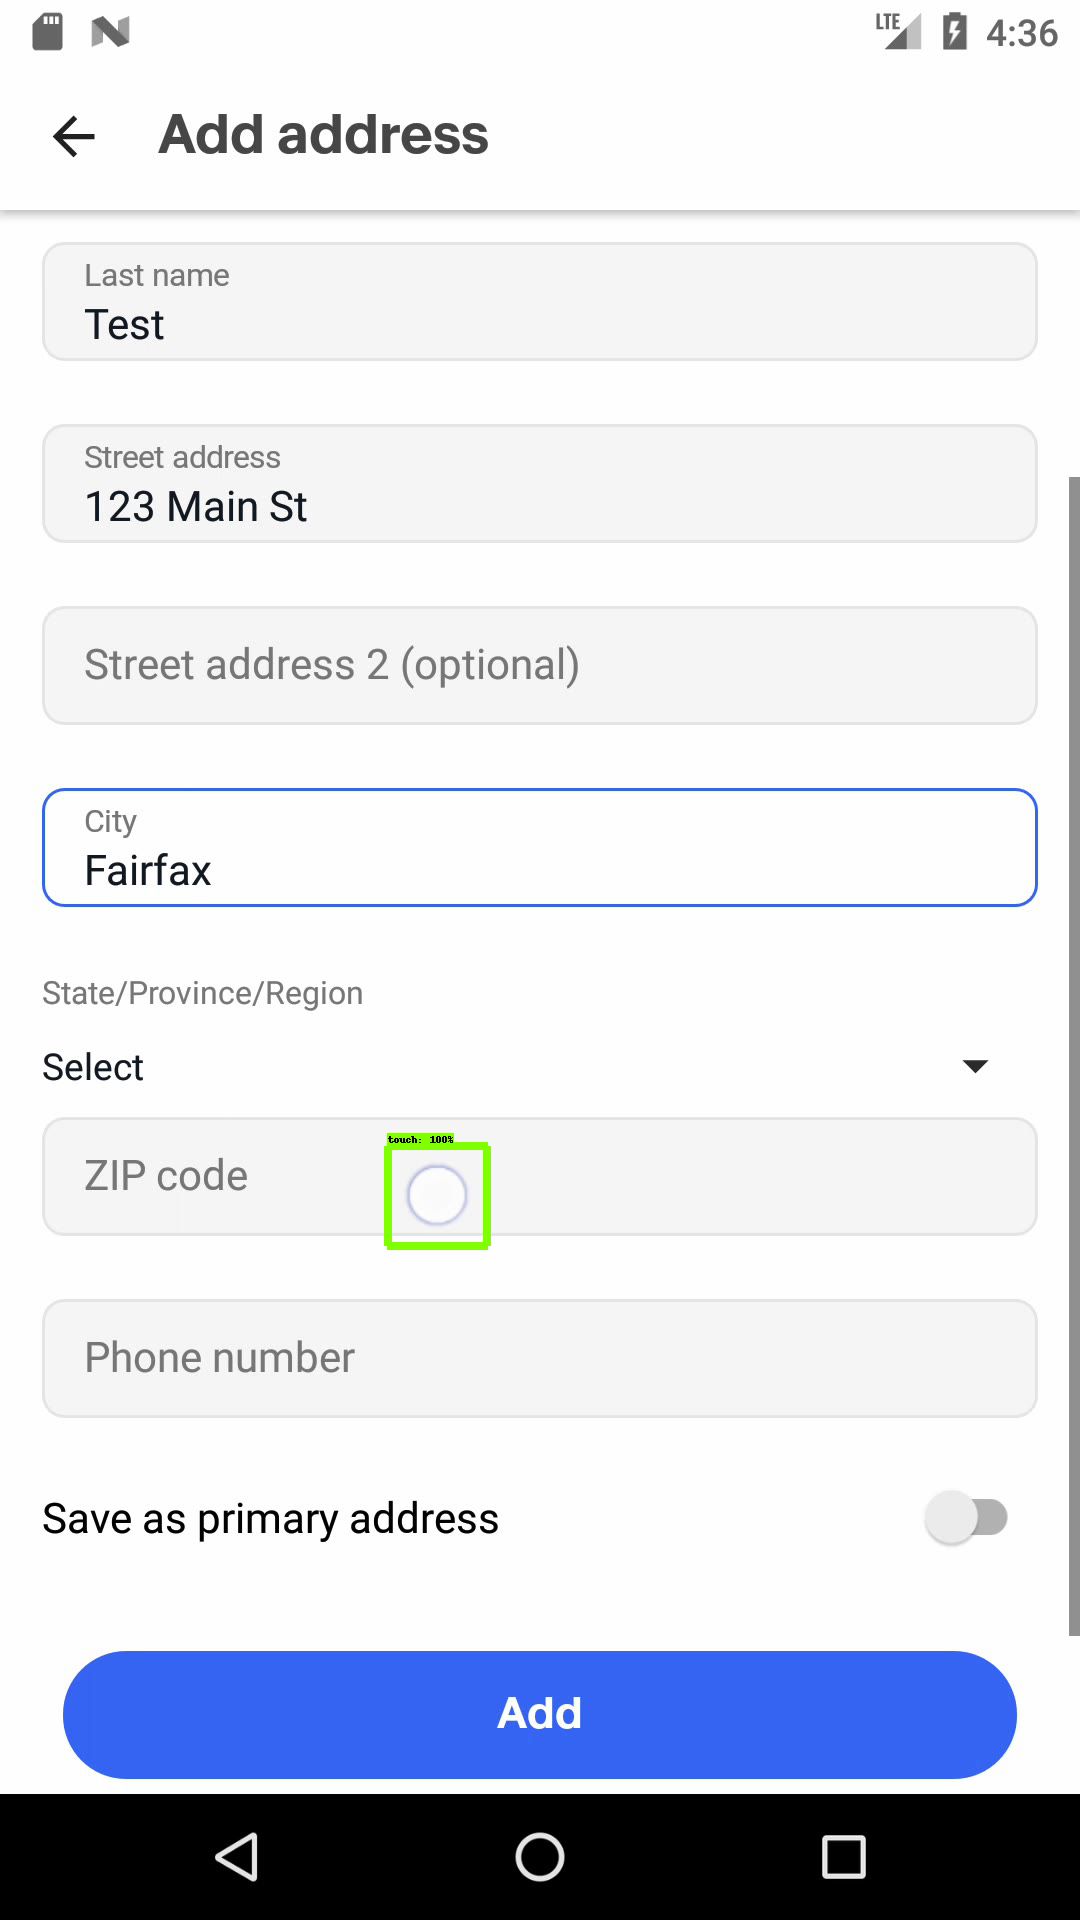 LTE 4:36
Add address
Last name
Test
Street address
123 Main St
Street address 2 (optional)
City
Fairfax
State/Province/Region
Select
touch: 100%
ZIP code
Phone number
Save as primary address
Add